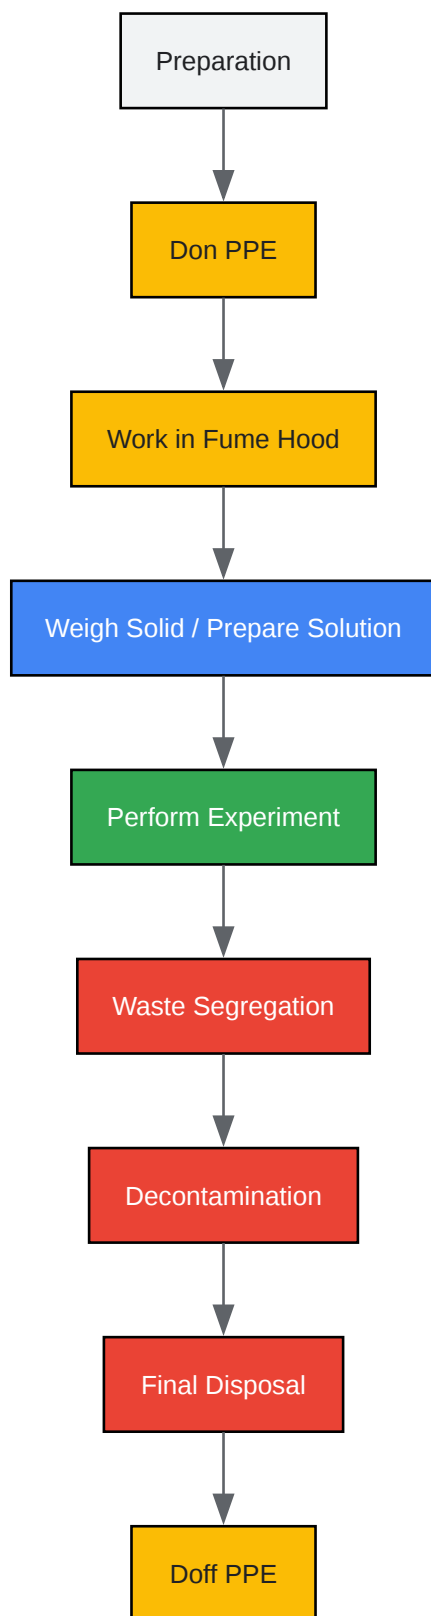 Preparation
Don PPE
Work in Fume Hood
Weigh Solid / Prepare Solution
Perform Experiment
Waste Segregation
Decontamination
Final Disposal
Doff PPE